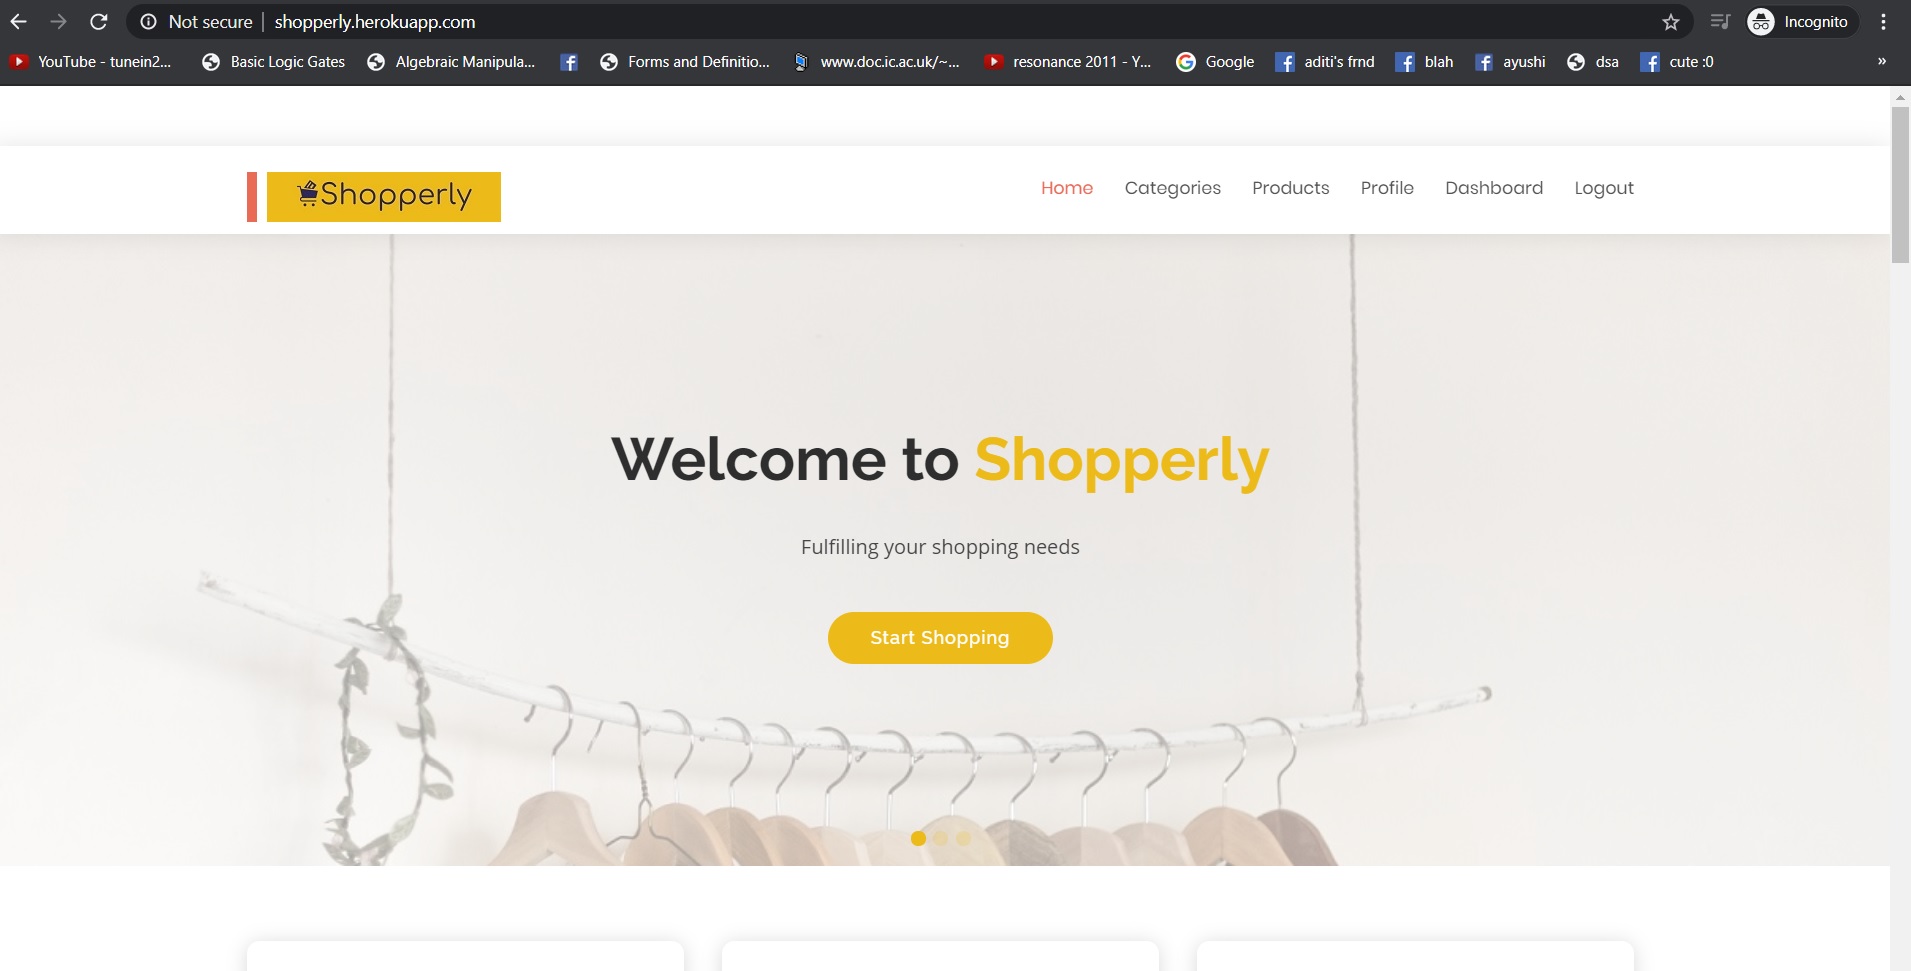 Not secure | shopperly.herokuapp.com Incognito
YouTube - tunein2... Basic Logic Gates Algebraic Manipula... Forms and Definitio... www.doc.ic.ac.uk/~... resonance 2011 - Y... Google aditi's frnd blah ayushi dsa cute :0 »
Shopperly Home Categories Products Profile Dashboard Logout
Welcome to Shopperly
Fulfilling your shopping needs
Start Shopping